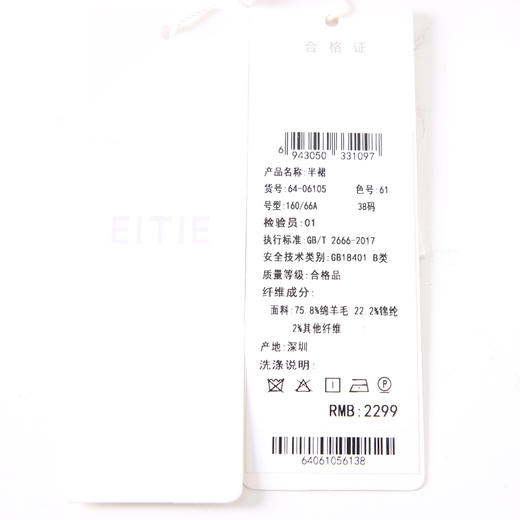 EITIE
合格证
6 943050 331097
产品名称:半裙
货号:64-06105 色号:61
号型:160/66A 38码
检验员:01
执行标准:GB/T 2666-2017
安全技术类别:GB18401 B类
质量等级:合格品
纤维成分:
面料:75.8%绵羊毛 22.2%锦纶
2%其他纤维
产地:深圳
洗涤说明:
P
RMB:2299
64061056138